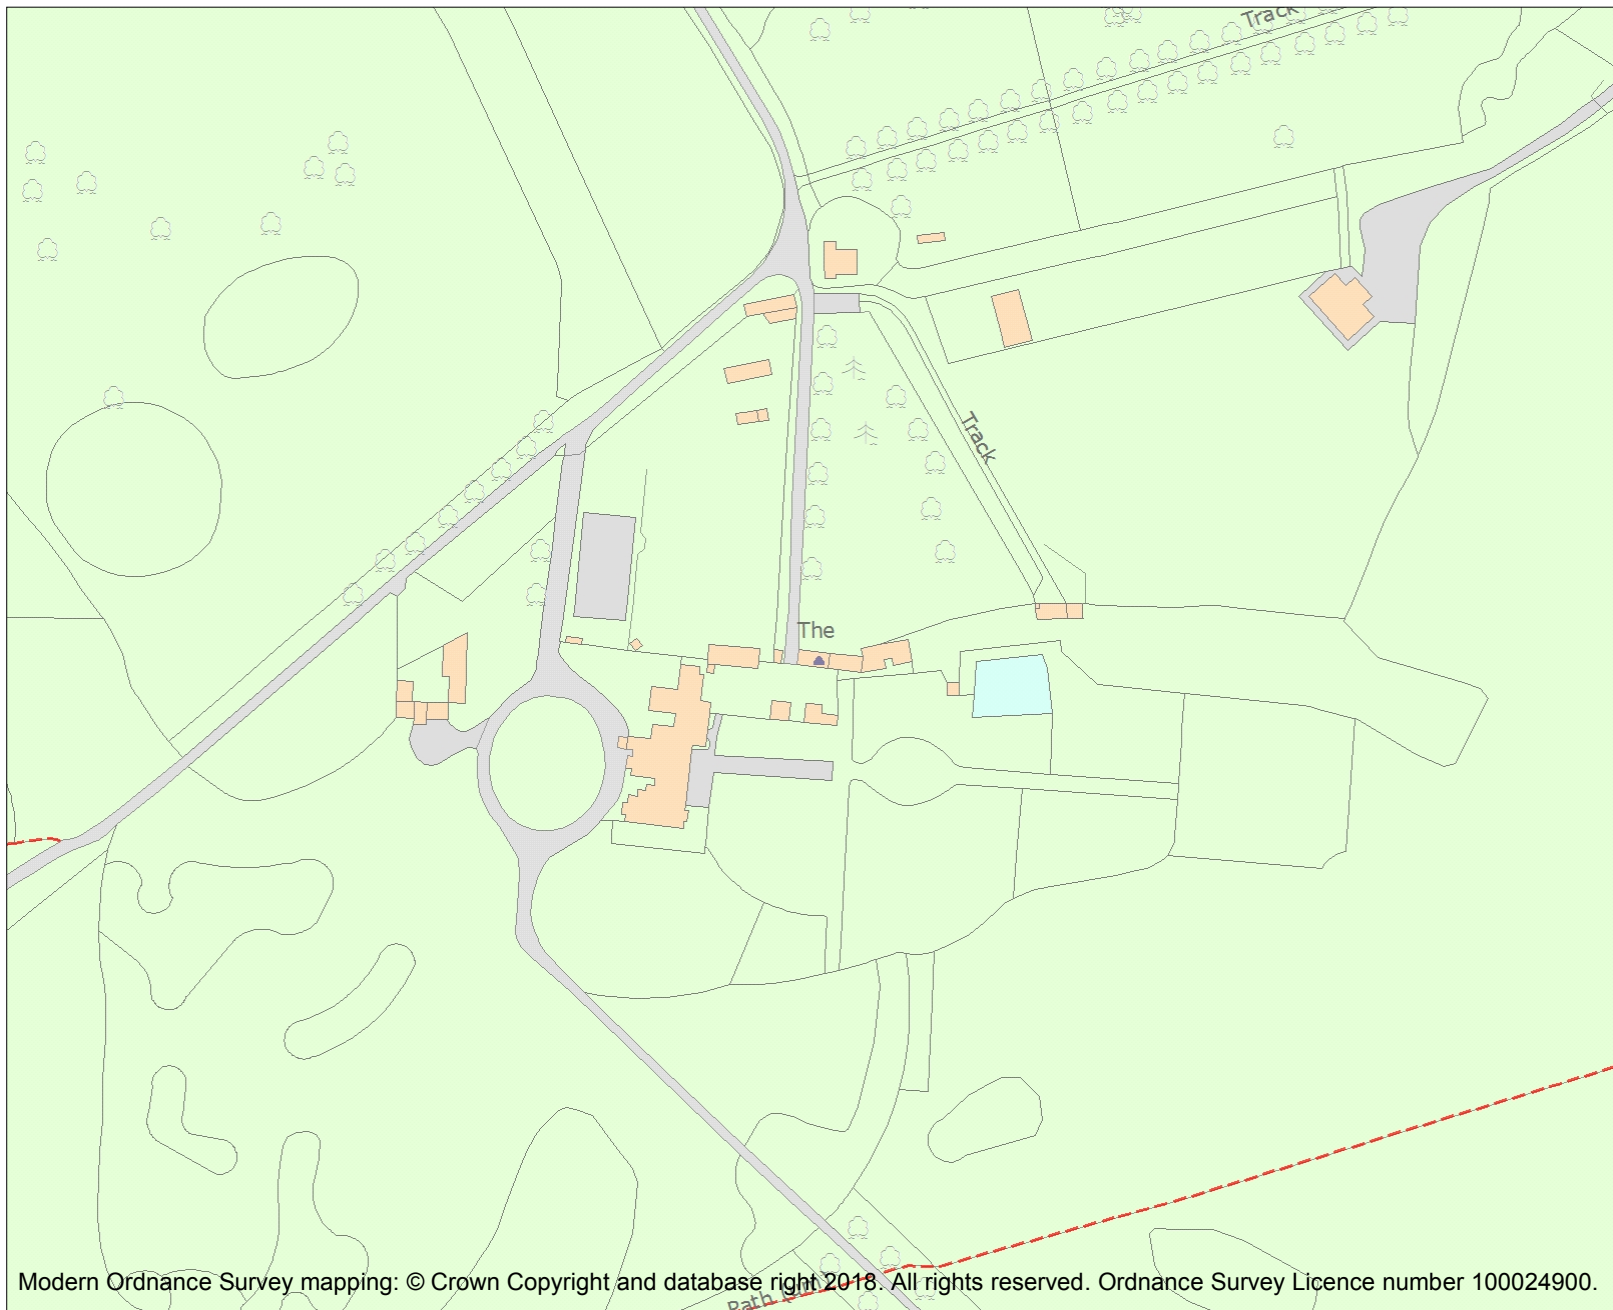 Track
Track
The
Modern Ordnance Survey mapping: © Crown Copyright and database right 2018. All rights reserved. Ordnance Survey Licence number 100024900.
Path